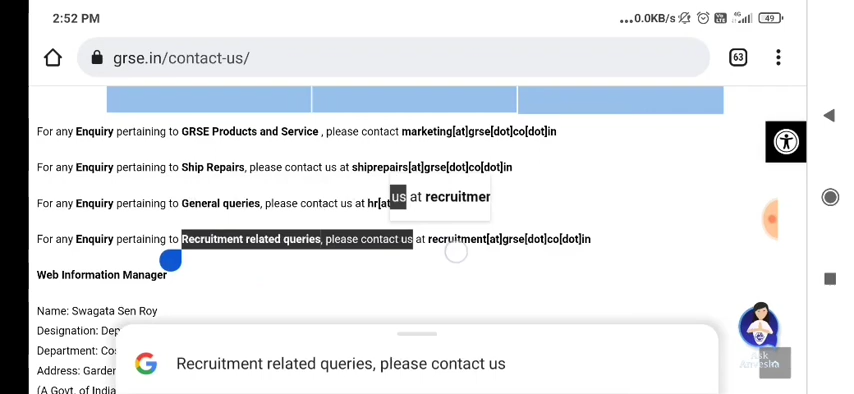 2:52 PM
...0.0KB/s 4G 49
grse.in/contact-us/
63
For any Enquiry pertaining to GRSE Products and Service , please contact marketing[at]grse[dot]co[dot]in
For any Enquiry pertaining to Ship Repairs, please contact us at shiprepairs[at]grse[dot]co[dot]in
us at recruitmer
For any Enquiry pertaining to General queries, please contact us at hr[at
For any Enquiry pertaining to Recruitment related queries, please contact us at recruitment[at]grse[dot]co[dot]in
Web Information Manager
Name: Swagata Sen Roy
Designation: Dep
Department: Cos
Address: Garden
(A Govt. of India
Ask
Recruitment related queries, please contact us